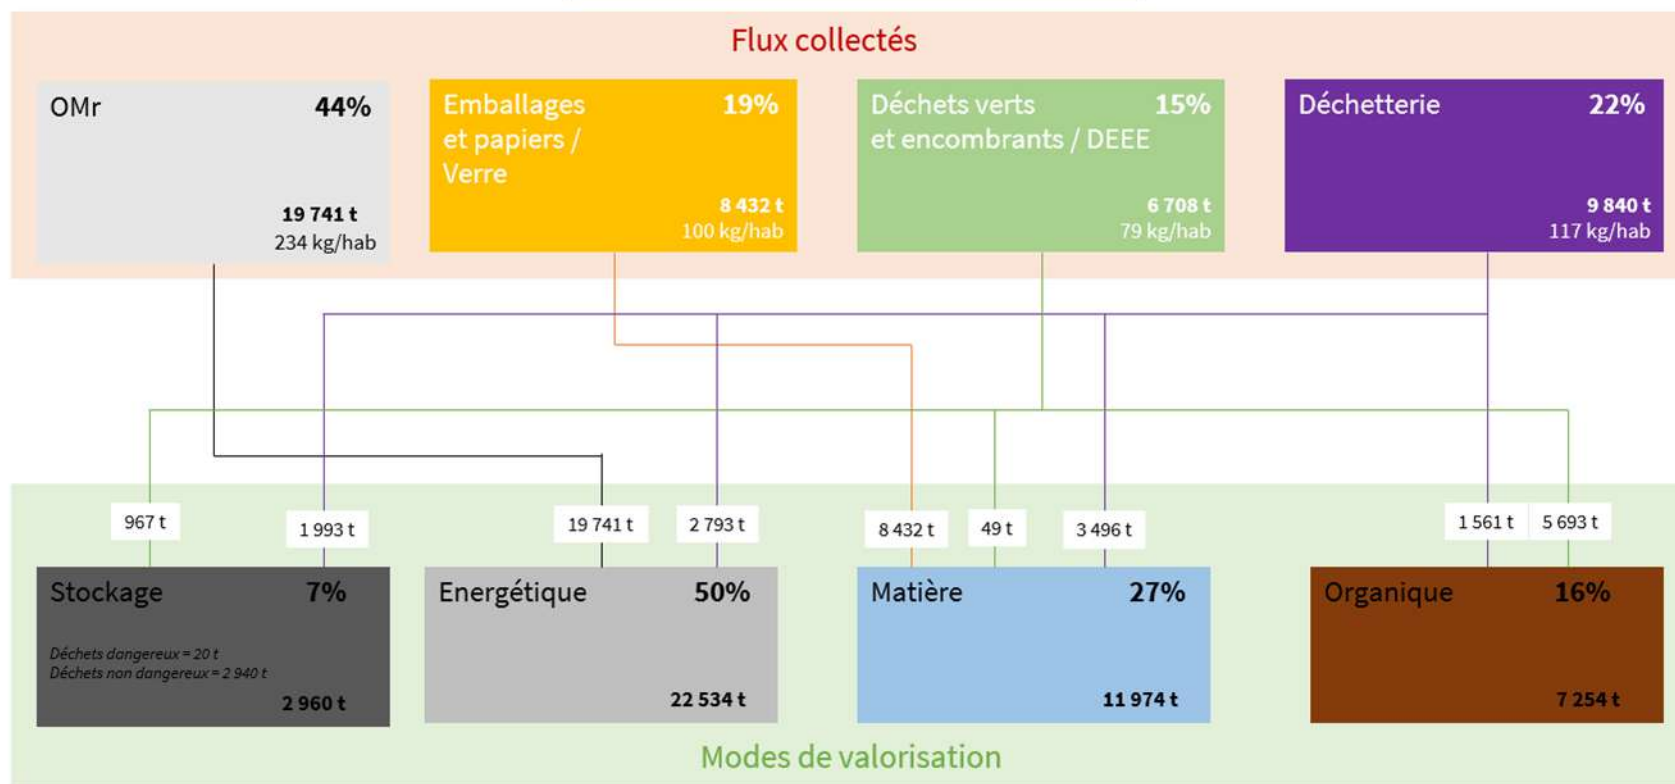 Flux collectés
OMr 44%
19 741 t
234 kg/hab
Emballages 19%
et papiers /
Verre
8 432 t
100 kg/hab
Déchets verts 15%
et encombrants / DEEE
6 708 t
79 kg/hab
Déchetterie 22%
9 840 t
117 kg/hab
967 t
1 993 t
19 741 t
2 793 t
8 432 t
49 t
3 496 t
1 561 t
5 693 t
Stockage 7%
Déchets dangereux = 20 t
Déchets non dangereux = 2 940 t
2 960 t
Energétique 50%
22 534 t
Matière 27%
11 974 t
Organique 16%
7 254 t
Modes de valorisation